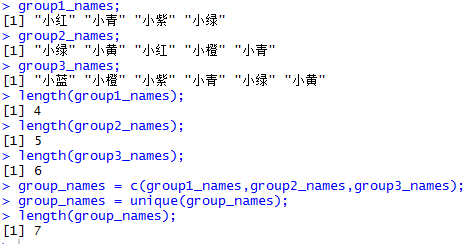 > group1_names;
[1] "小红" "小青" "小紫" "小绿"
> group2_names;
[1] "小绿" "小黄" "小红" "小橙" "小青"
> group3_names;
[1] "小蓝" "小橙" "小紫" "小青" "小绿" "小黄"
> length(group1_names);
[1] 4
> length(group2_names);
[1] 5
> length(group3_names);
[1] 6
> group_names = c(group1_names,group2_names,group3_names);
> group_names = unique(group_names);
> length(group_names);
[1] 7